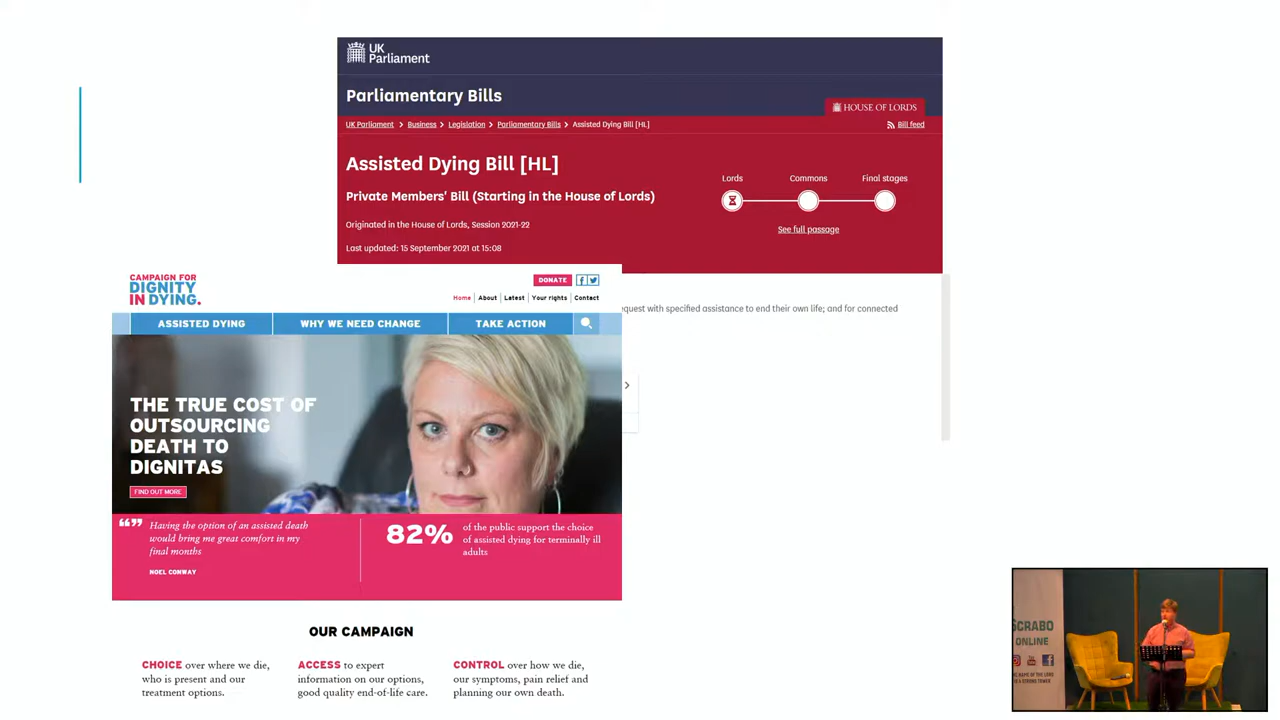 UK
Parliament
Parliamentary Bills
HOUSE OF LORDS
UK Parliament > Business > Legislation > Parliamentary Bills > Assisted Dying Bill [HL]
Bill feed
Assisted Dying Bill [HL]
Private Members' Bill (Starting in the House of Lords)
Originated in the House of Lords, Session 2021-22
Last updated: 15 September 2021 at 15:08
Lords
Commons
Final stages
See full passage
equest with specified assistance to end their own life; and for connected
CAMPAIGN FOR
DIGNITY
IN DYING.
DONATE
Home
About
Latest
Your rights
Contact
ASSISTED DYING
WHY WE NEED CHANGE
TAKE ACTION
THE TRUE COST OF
OUTSOURCING
DEATH TO
DIGNITAS
FIND OUT MORE
Having the option of an assisted death
would bring me great comfort in my
final months
NOEL CONWAY
82%
of the public support the choice
of assisted dying for terminally ill
adults
OUR CAMPAIGN
CHOICE over where we die,
who is present and our
treatment options.
ACCESS to expert
information on our options,
good quality end-of-life care.
CONTROL over how we die,
our symptoms, pain relief and
planning our own death.
SCRABO
ONLINE
THE NAME OF THE LORD
IS A STRONG TOWER